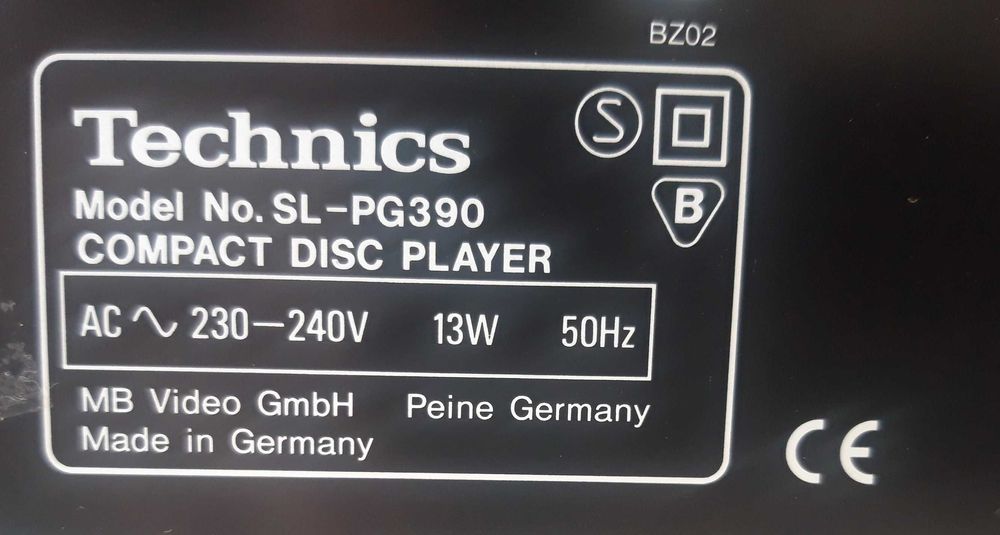 BZ02
Technics
S
Model No. SL-PG390
B
COMPACT DISC PLAYER
AC ∿ 230—240V 13W 50Hz
MB Video GmbH Peine Germany
Made in Germany
CE